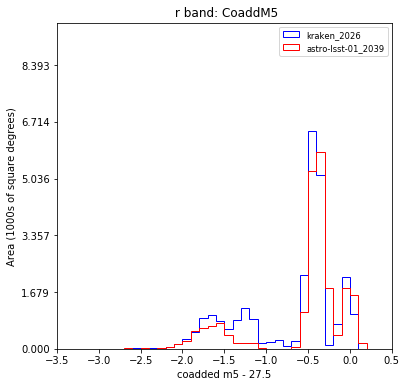 r band: CoaddM5
kraken_2026
astro-lsst-01_2039
Area (1000s of square degrees)
8.393
6.714
5.036
3.357
1.679
0.000
−3.5 −3.0 −2.5 −2.0 −1.5 −1.0 −0.5 0.0 0.5
coadded m5 - 27.5